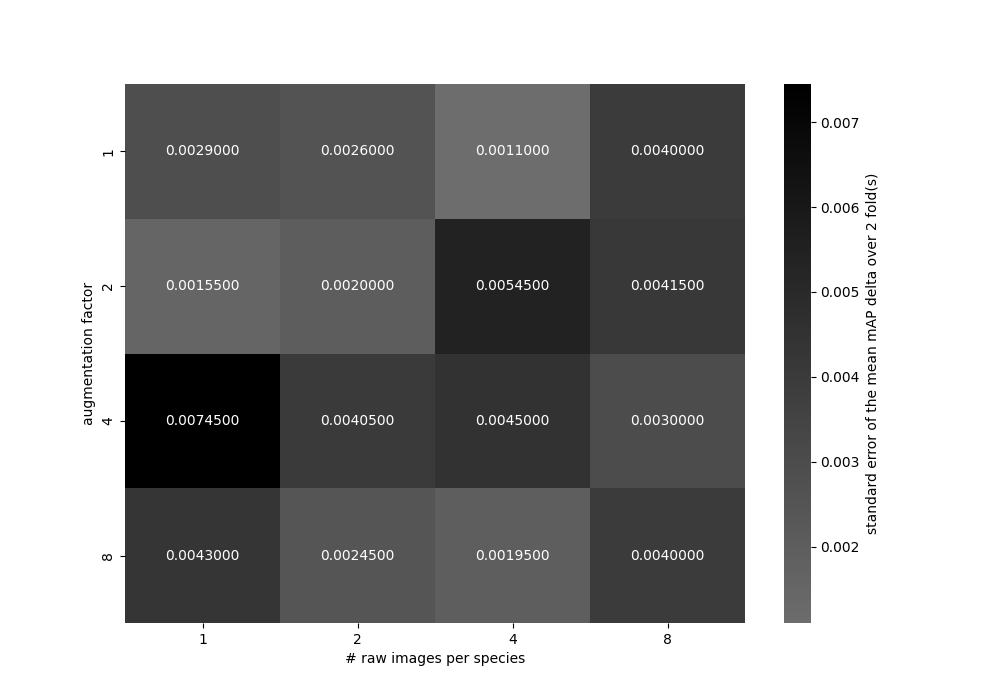 0.0029000 0.0026000 0.0011000 0.0040000
0.0015500 0.0020000 0.0054500 0.0041500
0.0074500 0.0040500 0.0045000 0.0030000
0.0043000 0.0024500 0.0019500 0.0040000
1
2
4
8
augmentation factor
1 2 4 8
# raw images per species
0.007
0.006
0.005
0.004
0.003
0.002
standard error of the mean mAP delta over 2 fold(s)